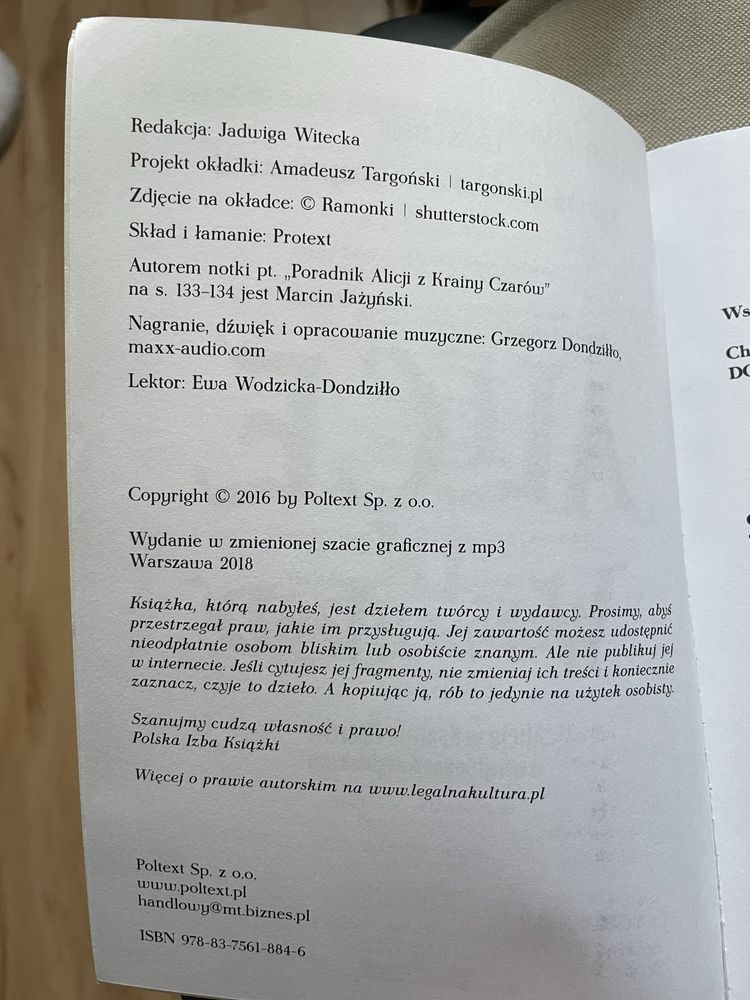 Redakcja: Jadwiga Witecka
Projekt okładki: Amadeusz Targoński | targonski.pl
Zdjęcie na okładce: © Ramonki | shutterstock.com
Skład i łamanie: Protext
Autorem notki pt. „Poradnik Alicji z Krainy Czarów”
na s. 133–134 jest Marcin Jażyński.
Nagranie, dźwięk i opracowanie muzyczne: Grzegorz Dondziłło,
maxx-audio.com
Lektor: Ewa Wodzicka-Dondziłło
Copyright © 2016 by Poltext Sp. z o.o.
Wydanie w zmienionej szacie graficznej z mp3
Warszawa 2018
Książka, którą nabyłeś, jest dziełem twórcy i wydawcy. Prosimy, abyś
przestrzegał praw, jakie im przysługują. Jej zawartość możesz udostępnić
nieodpłatnie osobom bliskim lub osobiście znanym. Ale nie publikuj jej
w internecie. Jeśli cytujesz jej fragmenty, nie zmieniaj ich treści i koniecznie
zaznacz, czyje to dzieło. A kopiując ją, rób to jedynie na użytek osobisty.
Szanujmy cudzą własność i prawo!
Polska Izba Książki
Więcej o prawie autorskim na www.legalnakultura.pl
Poltext Sp. z o.o.
www.poltext.pl
handlowy@mt.biznes.pl
ISBN 978-83-7561-884-6